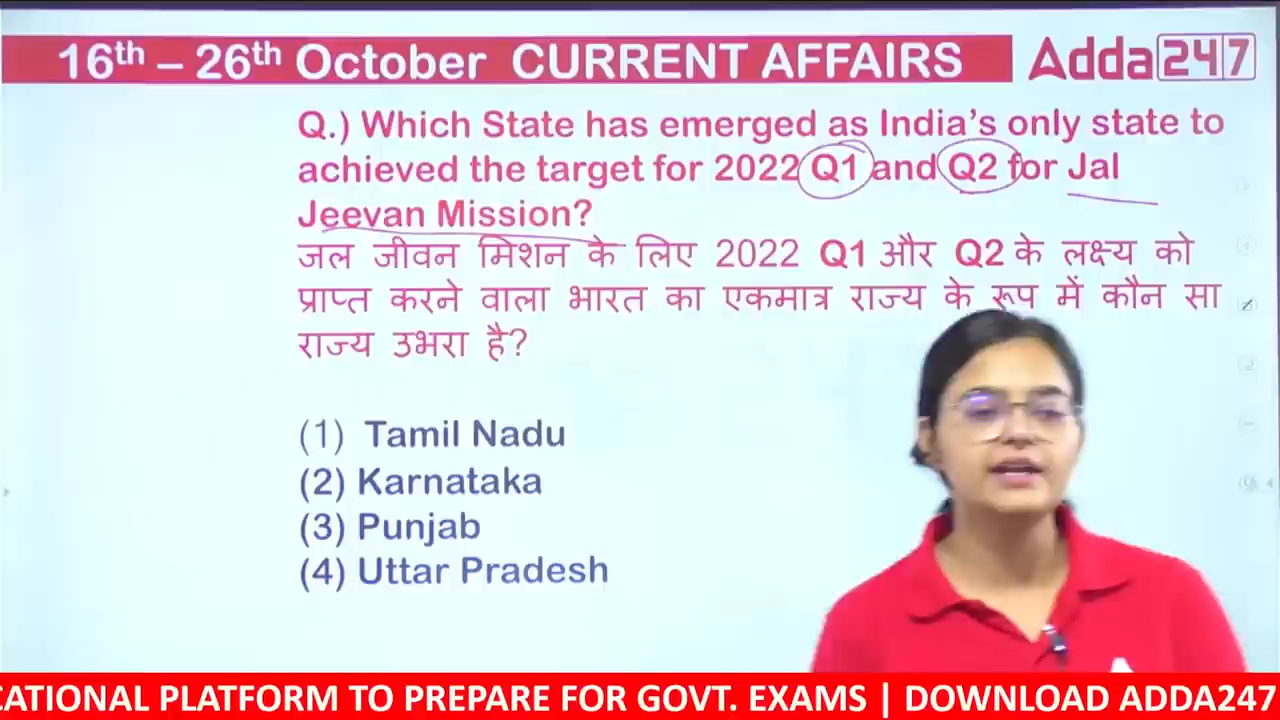 16th – 26th October CURRENT AFFAIRS
Adda247
Q.) Which State has emerged as India's only state to
achieved the target for 2022 Q1 and Q2 for Jal
Jeevan Mission?
जल जीवन मिशन के लिए 2022 Q1 और Q2 के लक्ष्य को
प्राप्त करने वाला भारत का एकमात्र राज्य के रूप में कौन सा
राज्य उभरा है?
(1) Tamil Nadu
(2) Karnataka
(3) Punjab
(4) Uttar Pradesh
CATIONAL PLATFORM TO PREPARE FOR GOVT. EXAMS | DOWNLOAD ADDA247